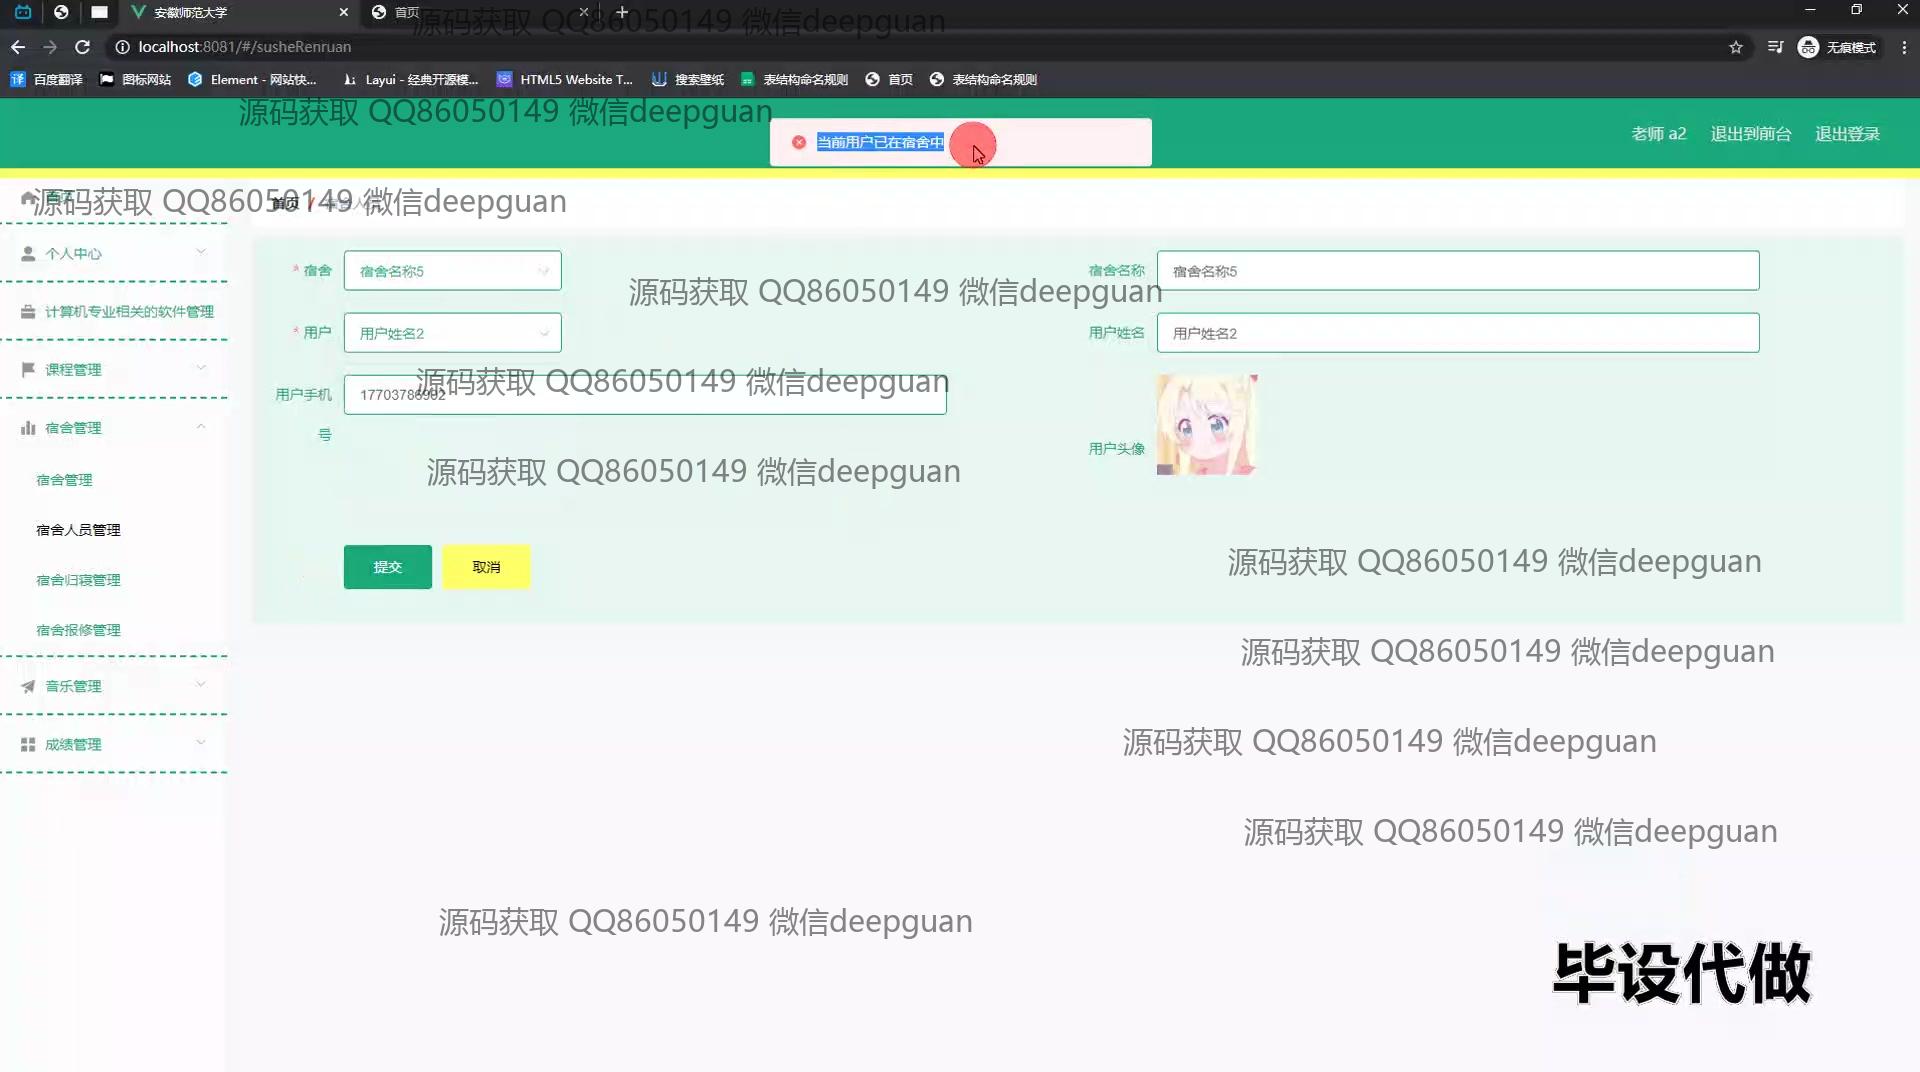 安徽师范大学
首页
源码获取 QQ86050149 微信deepguan
localhost:8081/#/susheRenruan
无痕模式
百度翻译
图标网站
Element - 网站快...
Layui - 经典开源模...
HTML5 Website T...
搜索壁纸
表结构命名规则
首页
表结构命名规则
源码获取 QQ86050149 微信deepguan
当前用户已在宿舍中
老师 a2
退出到前台
退出登录
源码获取 QQ86050149 微信deepguan
首页 /
个人中心
计算机专业相关的软件管理
课程管理
宿舍管理
宿舍管理
宿舍人员管理
宿舍归寝管理
宿舍报修管理
音乐管理
成绩管理
* 宿舍
宿舍名称5
宿舍名称
宿舍名称5
源码获取 QQ86050149 微信deepguan
* 用户
用户姓名2
用户姓名
用户姓名2
用户手机号
17703786902
源码获取 QQ86050149 微信deepguan
用户头像
源码获取 QQ86050149 微信deepguan
提交
取消
源码获取 QQ86050149 微信deepguan
源码获取 QQ86050149 微信deepguan
源码获取 QQ86050149 微信deepguan
源码获取 QQ86050149 微信deepguan
源码获取 QQ86050149 微信deepguan
毕设代做